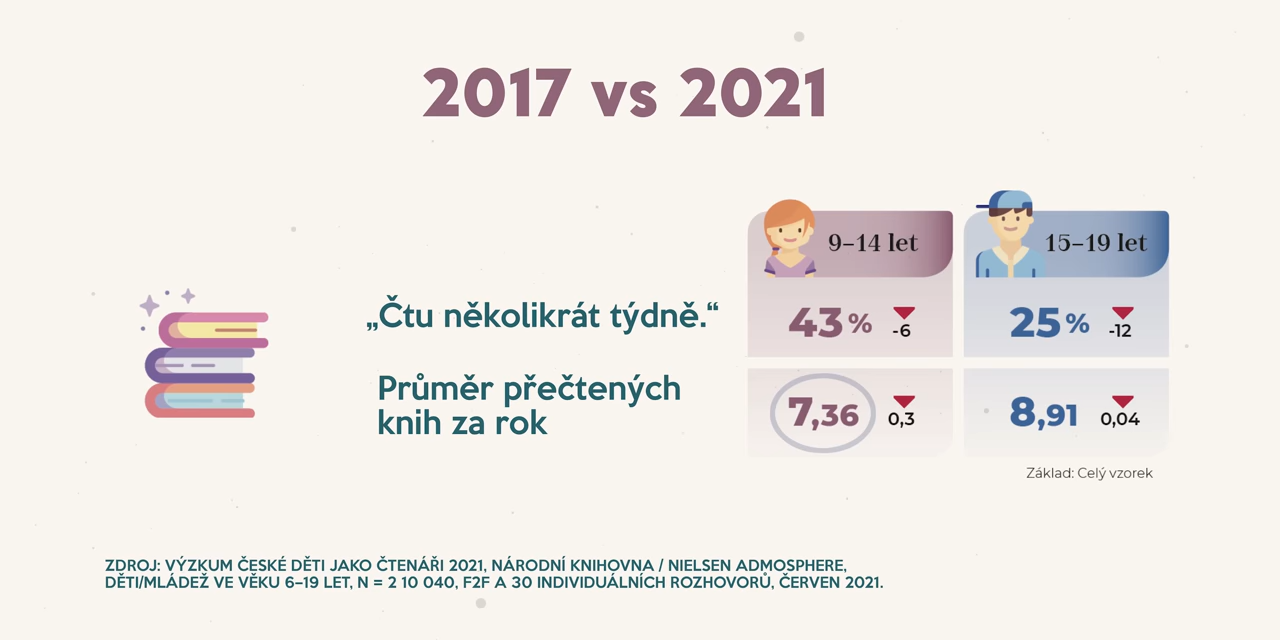 2017 vs 2021
9–14 let
15–19 let
„Čtu několikrát týdně.“
43 %
-6
25 %
-12
Průměr přečtených
knih za rok
7,36
0,3
8,91
0,04
Základ: Celý vzorek
ZDROJ: VÝZKUM ČESKÉ DĚTI JAKO ČTENÁŘI 2021, NÁRODNÍ KNIHOVNA / NIELSEN ADMOSPHERE,
DĚTI/MLÁDEŽ VE VĚKU 6–19 LET, N = 2 10 040, F2F A 30 INDIVIDUÁLNÍCH ROZHOVORŮ, ČERVEN 2021.